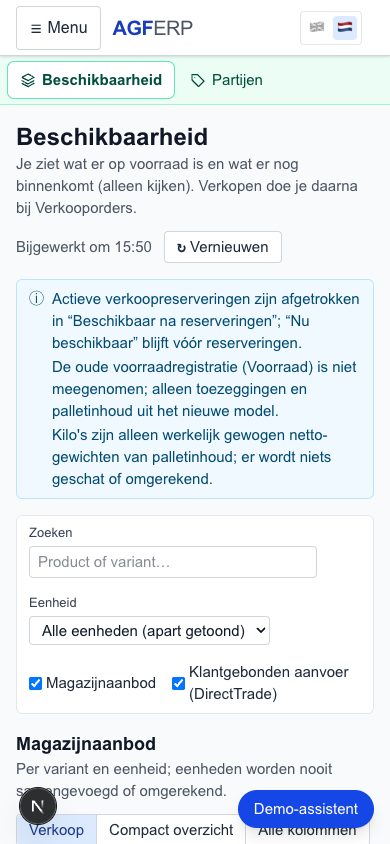 ≡ Menu
AGFERP
Beschikbaarheid
Partijen
Beschikbaarheid
Je ziet wat er op voorraad is en wat er nog
binnenkomt (alleen kijken). Verkopen doe je daarna
bij Verkooporders.
Bijgewerkt om 15:50
↻ Vernieuwen
ⓘ Actieve verkoopreserveringen zijn afgetrokken
in “Beschikbaar na reserveringen”; “Nu
beschikbaar” blijft vóór reserveringen.
De oude voorraadregistratie (Voorraad) is niet
meegenomen; alleen toezeggingen en
palletinhoud uit het nieuwe model.
Kilo's zijn alleen werkelijk gewogen netto-
gewichten van palletinhoud; er wordt niets
geschat of omgerekend.
Zoeken
Product of variant…
Eenheid
Alle eenheden (apart getoond)
Magazijnaanbod
Klantgebonden aanvoer
(DirectTrade)
Magazijnaanbod
Per variant en eenheid; eenheden worden nooit
samengevoegd of omgerekend.
N
Demo-assistent
Verkoop
Compact overzicht
Alle kolommen